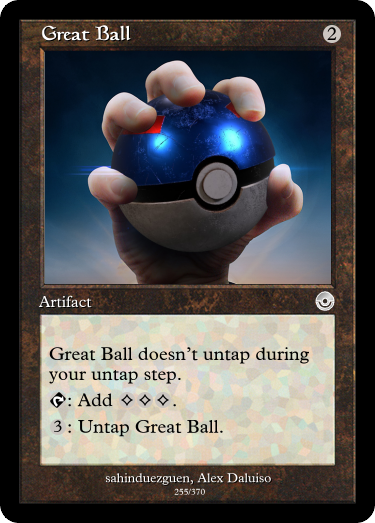 Great Ball 2
Artifact
Great Ball doesn't untap during
your untap step.
: Add ✧✧✧.
3 : Untap Great Ball.
sahinduezguen, Alex Daluiso
255/370